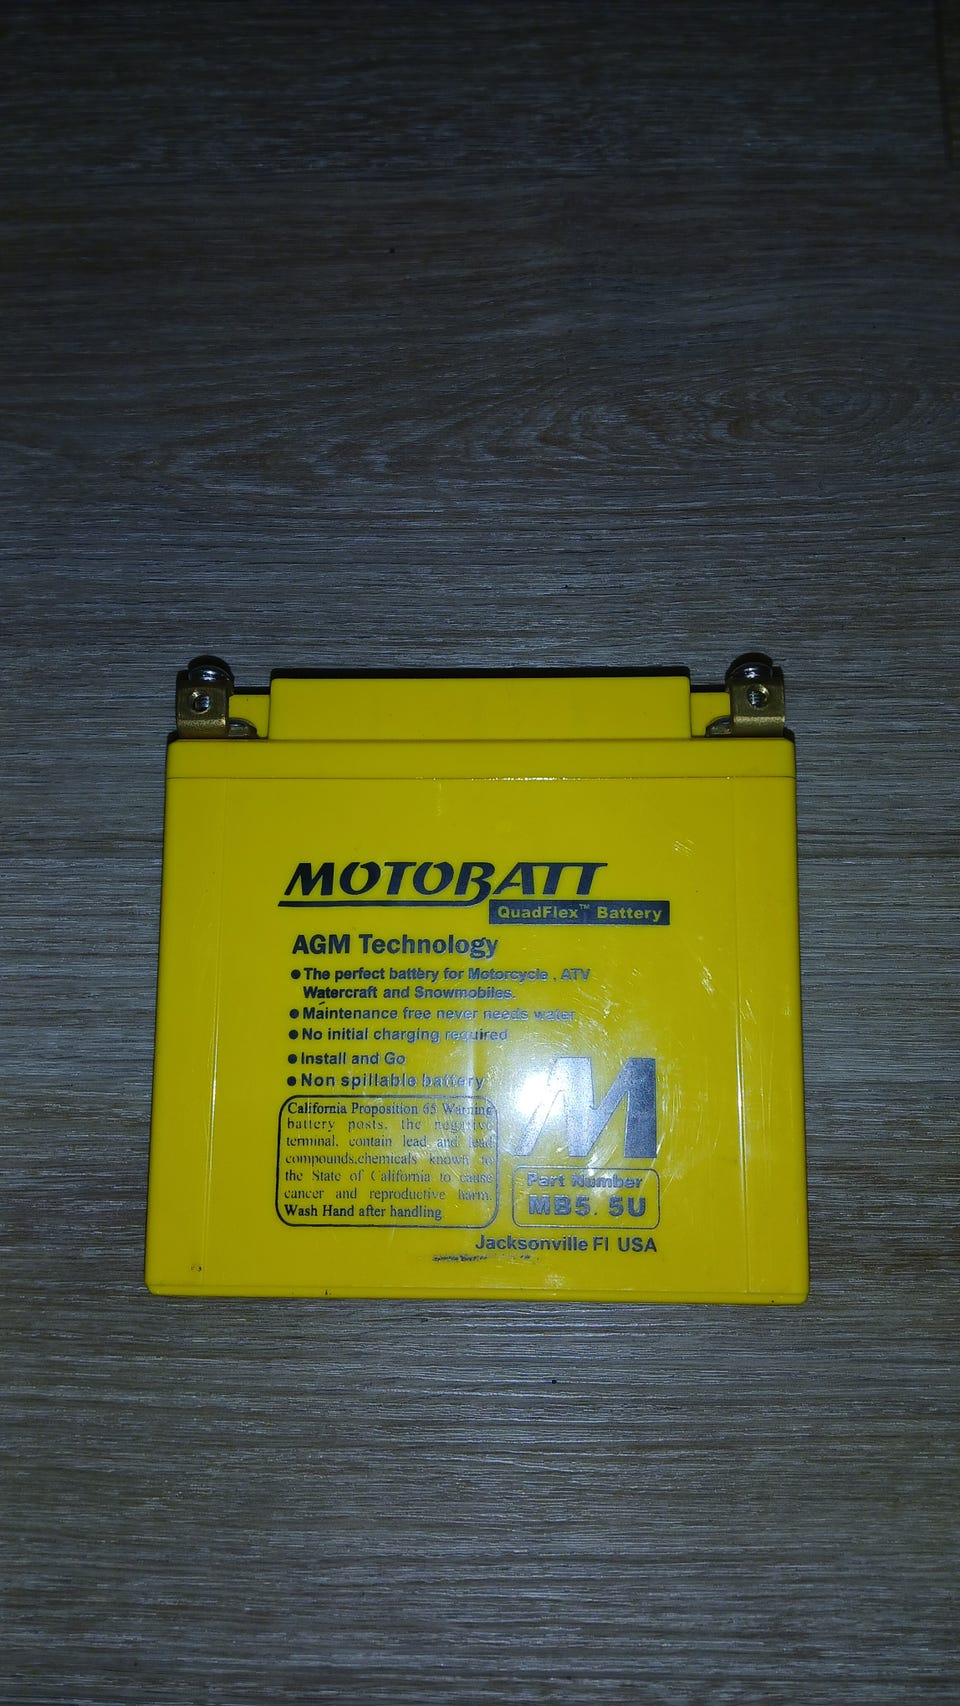 MOTOBATT
QuadFlex™ Battery
AGM Technology
● The perfect battery for Motorcycle , ATV
Watercraft and Snowmobiles.
● Maintenance free never needs water
● No initial charging required
● Install and Go
● Non spillable battery
California Proposition 65 Warning
battery posts, the negative
terminal, contain lead and lead
compounds,chemicals known to
the State of California to cause
cancer and reproductive harm.
Wash Hand after handling.
M
Part Number
MB5. 5U
Jacksonville Fl USA